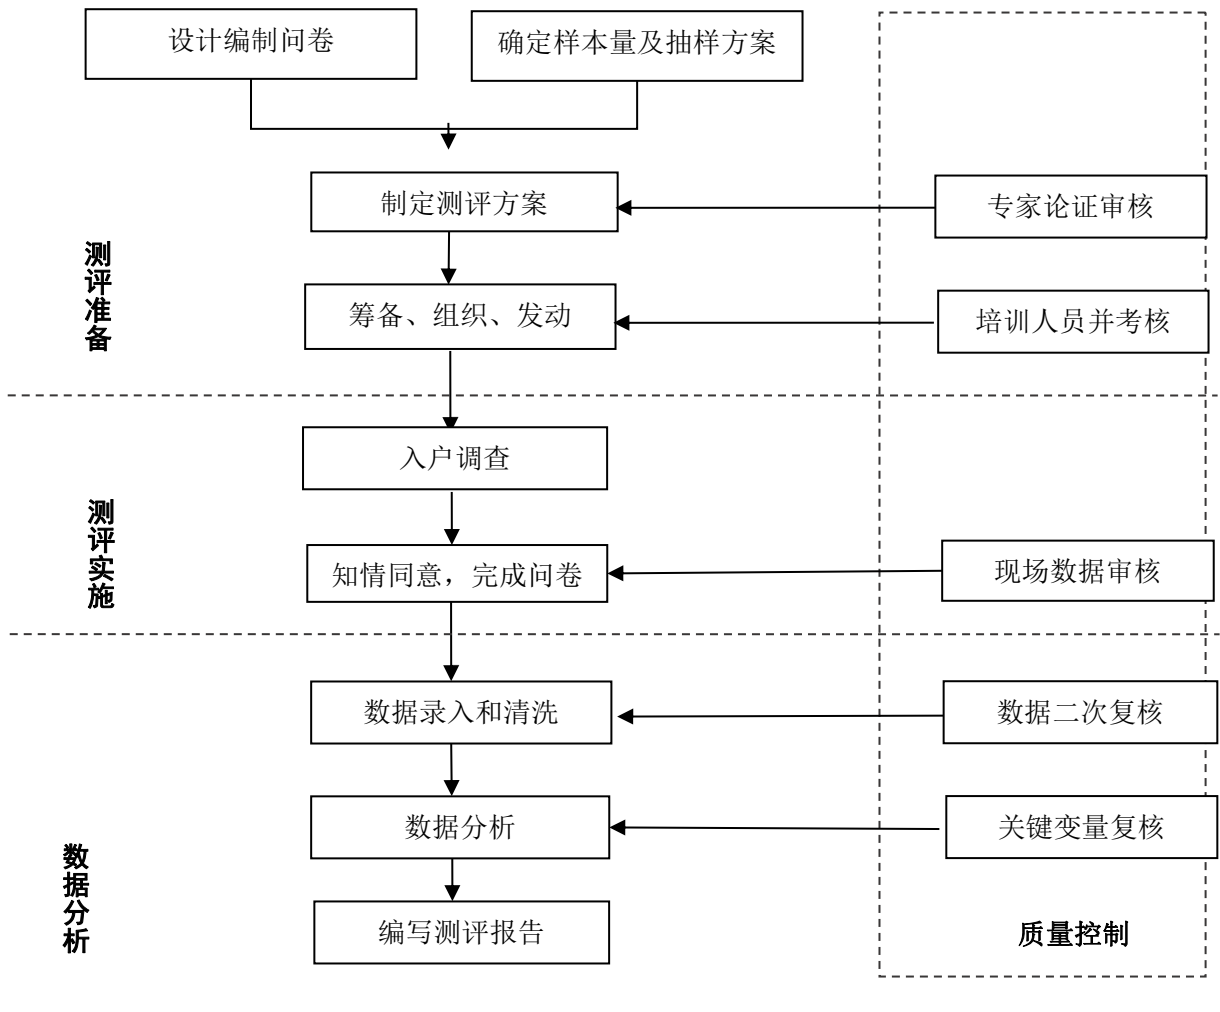 设计编制问卷
确定样本量及抽样方案
制定测评方案
专家论证审核
测评准备
筹备、组织、发动
培训人员并考核
入户调查
测评实施
知情同意，完成问卷
现场数据审核
数据录入和清洗
数据二次复核
数据分析
关键变量复核
数据分析
编写测评报告
质量控制